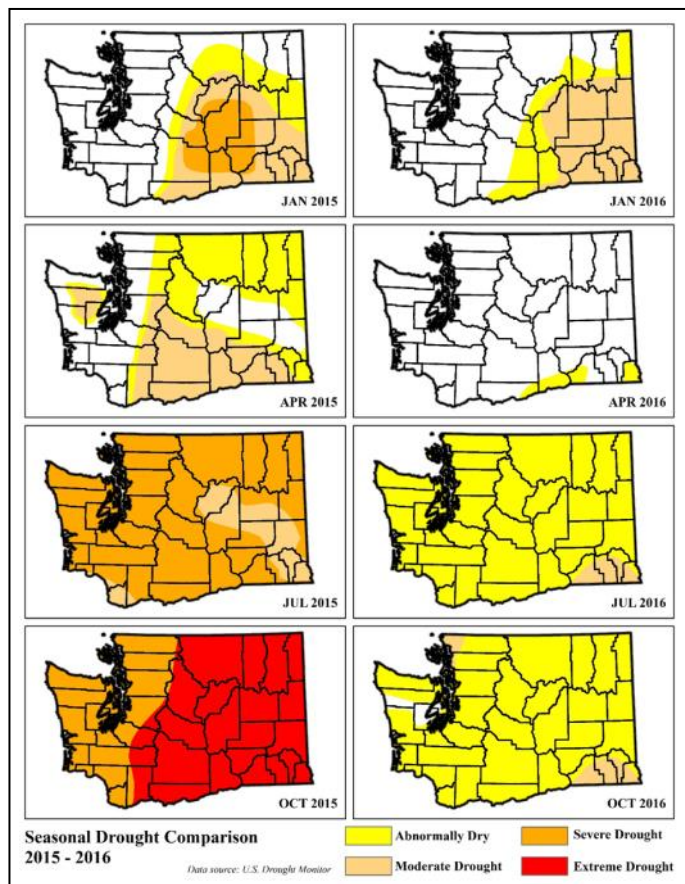 JAN 2015
JAN 2016
APR 2015
APR 2016
JUL 2015
JUL 2016
OCT 2015
OCT 2016
Seasonal Drought Comparison
2015 - 2016
Data source: U.S. Drought Monitor
Abnormally Dry
Severe Drought
Moderate Drought
Extreme Drought